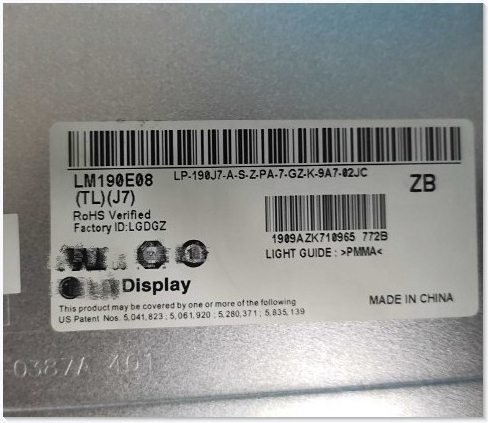 LP-190J7-A-S-Z-PA-7-GZ-K-9A7-02JC
LM190E08
(TL)(J7)
ZB
RoHS Verified
Factory ID:LGDGZ
1909AZK710965 772B
LIGHT GUIDE : >PMMA<
Display
MADE IN CHINA
This product may be covered by one or more of the following
US Patent Nos. 5,041,823 ; 5,061,920 ; 5,280,371 ; 5,835,139
0387A 401